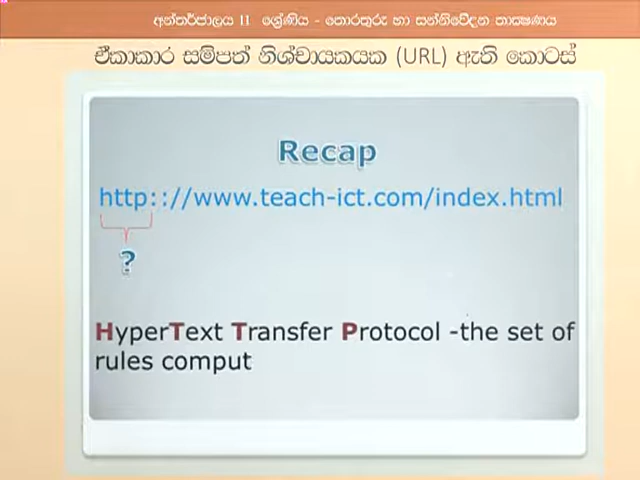 අන්තර්ජාලය 11 ශ්‍රේණිය - තොරතුරු හා සන්නිවේදන තාක්ෂණය
ඒකාකාර සම්පත් නිශ්චායකයක (URL) ඇති කොටස්
Recap
http:://www.teach-ict.com/index.html
?
HyperText Transfer Protocol -the set of
rules comput